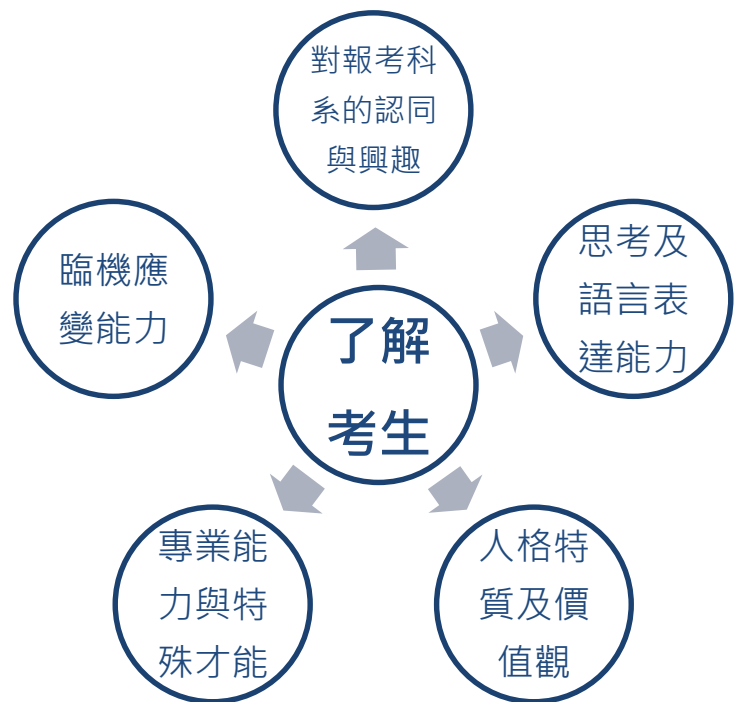 對報考科
系的認同
與興趣
思考及
語言表
達能力
人格特
質及價
值觀
專業能
力與特
殊才能
臨機應
變能力
了解
考生